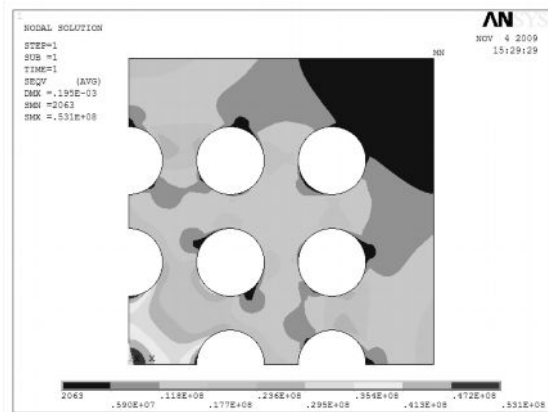 1
NODAL SOLUTION
STEP=1
SUB =1
TIME=1
SEQV (AVG)
DMX =.195E-03
SMN =2063
SMX =.531E+08
ANSYS
NOV 4 2009
15:29:29
MN
X
2063
.590E+07
.118E+08
.177E+08
.236E+08
.295E+08
.354E+08
.413E+08
.472E+08
.531E+08